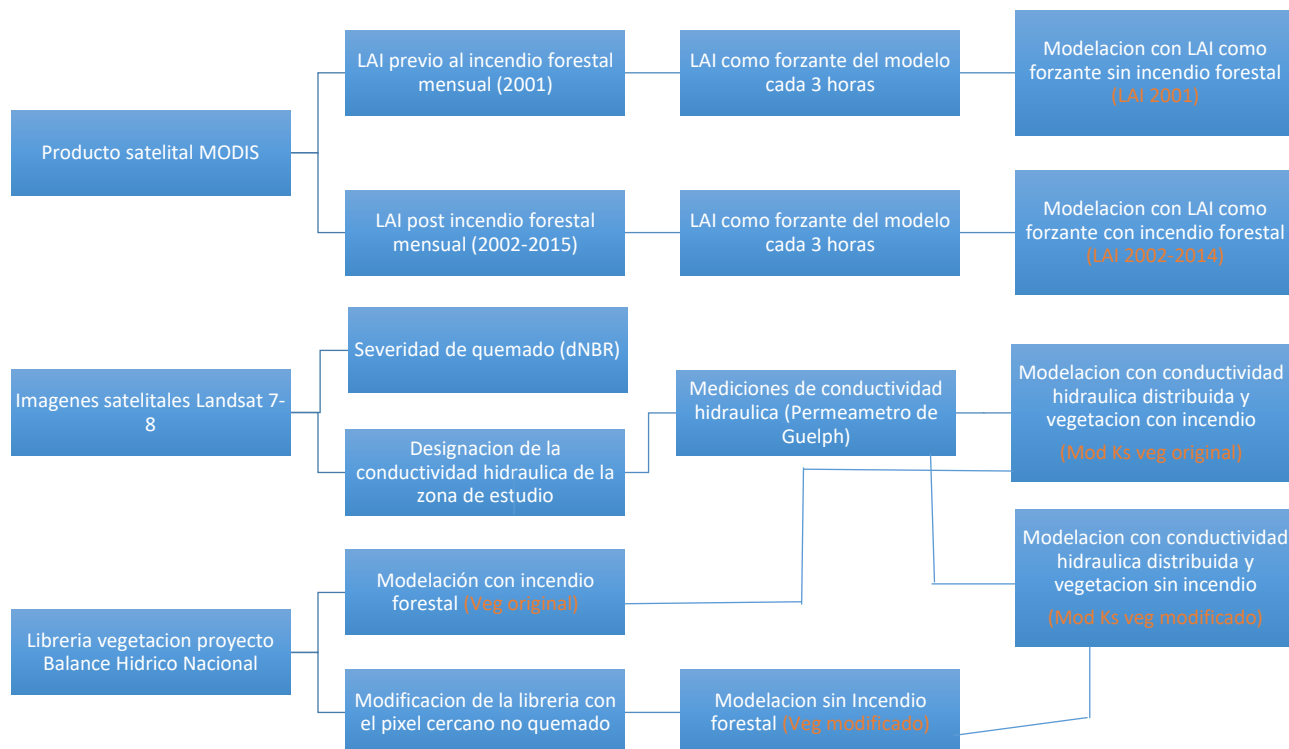 Producto satelital MODIS
LAI previo al incendio forestal
mensual (2001)
LAI como forzante del modelo
cada 3 horas
Modelacion con LAI como
forzante sin incendio forestal
(LAI 2001)
LAI post incendio forestal
mensual (2002-2015)
LAI como forzante del modelo
cada 3 horas
Modelacion con LAI como
forzante con incendio forestal
(LAI 2002-2014)
Imagenes satelitales Landsat 7-
8
Severidad de quemado (dNBR)
Designacion de la
conductividad hidraulica de la
zona de estudio
Mediciones de conductividad
hidraulica (Permeametro de
Guelph)
Modelacion con conductividad
hidraulica distribuida y
vegetacion con incendio
(Mod Ks veg original)
Modelacion con conductividad
hidraulica distribuida y
vegetacion sin incendio
(Mod Ks veg modificado)
Libreria vegetacion proyecto
Balance Hidrico Nacional
Modelación con incendio
forestal (Veg original)
Modificacion de la libreria con
el pixel cercano no quemado
Modelacion sin Incendio
forestal (Veg modificado)